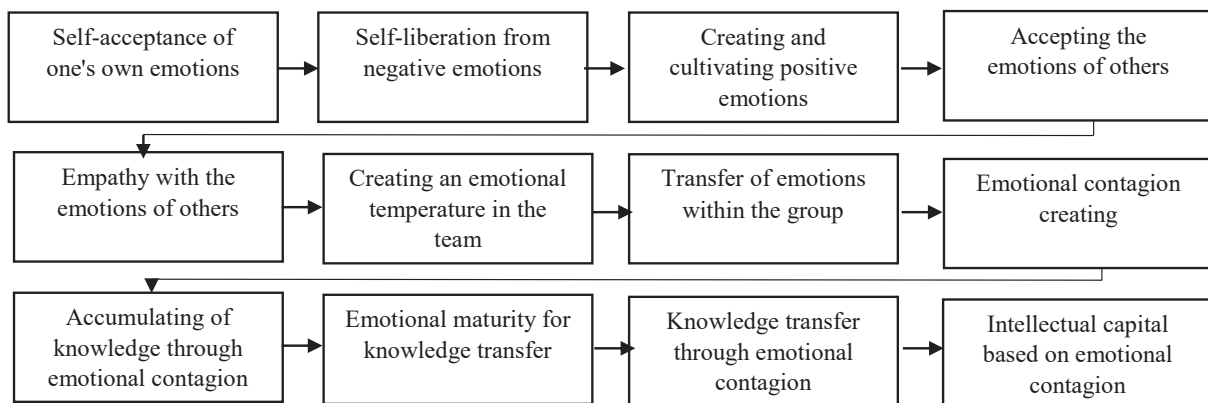 Self-acceptance of
one's own emotions
Self-liberation from
negative emotions
Creating and
cultivating positive
emotions
Accepting the
emotions of others
Empathy with the
emotions of others
Creating an emotional
temperature in the
team
Transfer of emotions
within the group
Emotional contagion
creating
Accumulating of
knowledge through
emotional contagion
Emotional maturity for
knowledge transfer
Knowledge transfer
through emotional
contagion
Intellectual capital
based on emotional
contagion